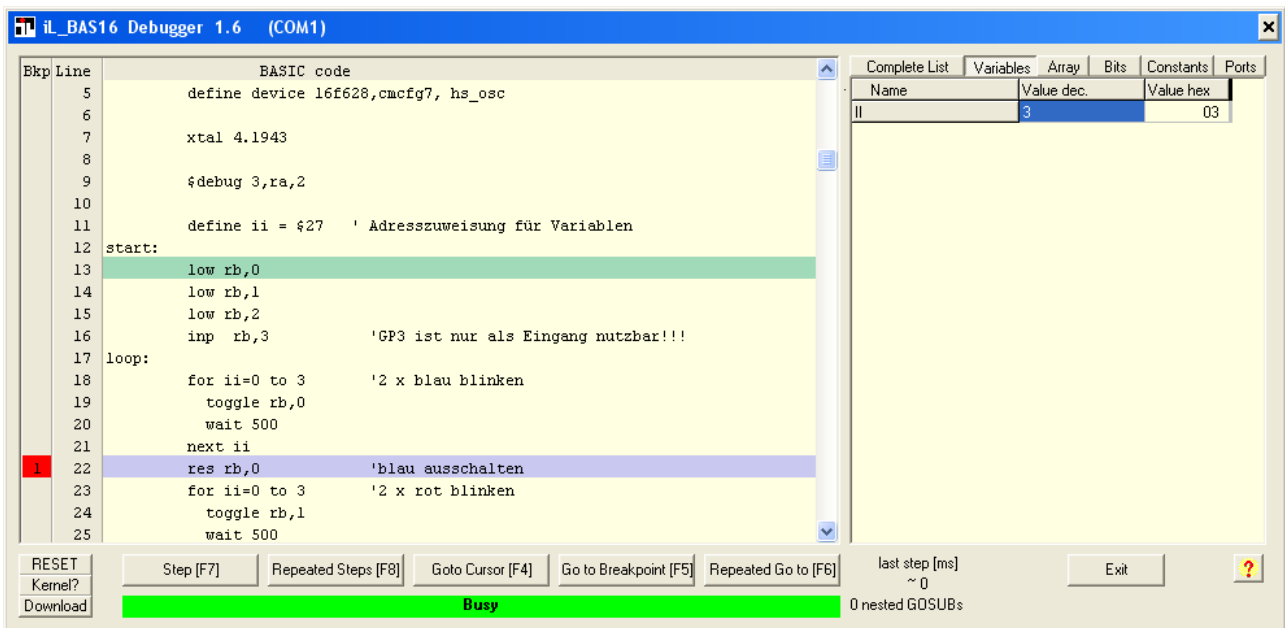 iL_BAS16 Debugger 1.6 (COM1)
Bkp Line BASIC code
5 define device 16f628,cmcfg7, hs_osc
6
7 xtal 4.1943
8
9 $debug 3,ra,2
10
11 define ii = $27 ' Adresszuweisung für Variablen
12 start:
13 low rb,0
14 low rb,1
15 low rb,2
16 inp rb,3 'GP3 ist nur als Eingang nutzbar!!!
17 loop:
18 for ii=0 to 3 '2 x blau blinken
19 toggle rb,0
20 wait 500
21 next ii
1 22 res rb,0 'blau ausschalten
23 for ii=0 to 3 '2 x rot blinken
24 toggle rb,1
25 wait 500
Complete List Variables Array Bits Constants Ports
Name Value dec. Value hex
II 3 03
RESET
Kernel?
Download
Step [F7] Repeated Steps [F8] Goto Cursor [F4] Go to Breakpoint [F5] Repeated Go to [F6]
Busy
last step [ms]
~ 0
0 nested GOSUBs
Exit
?